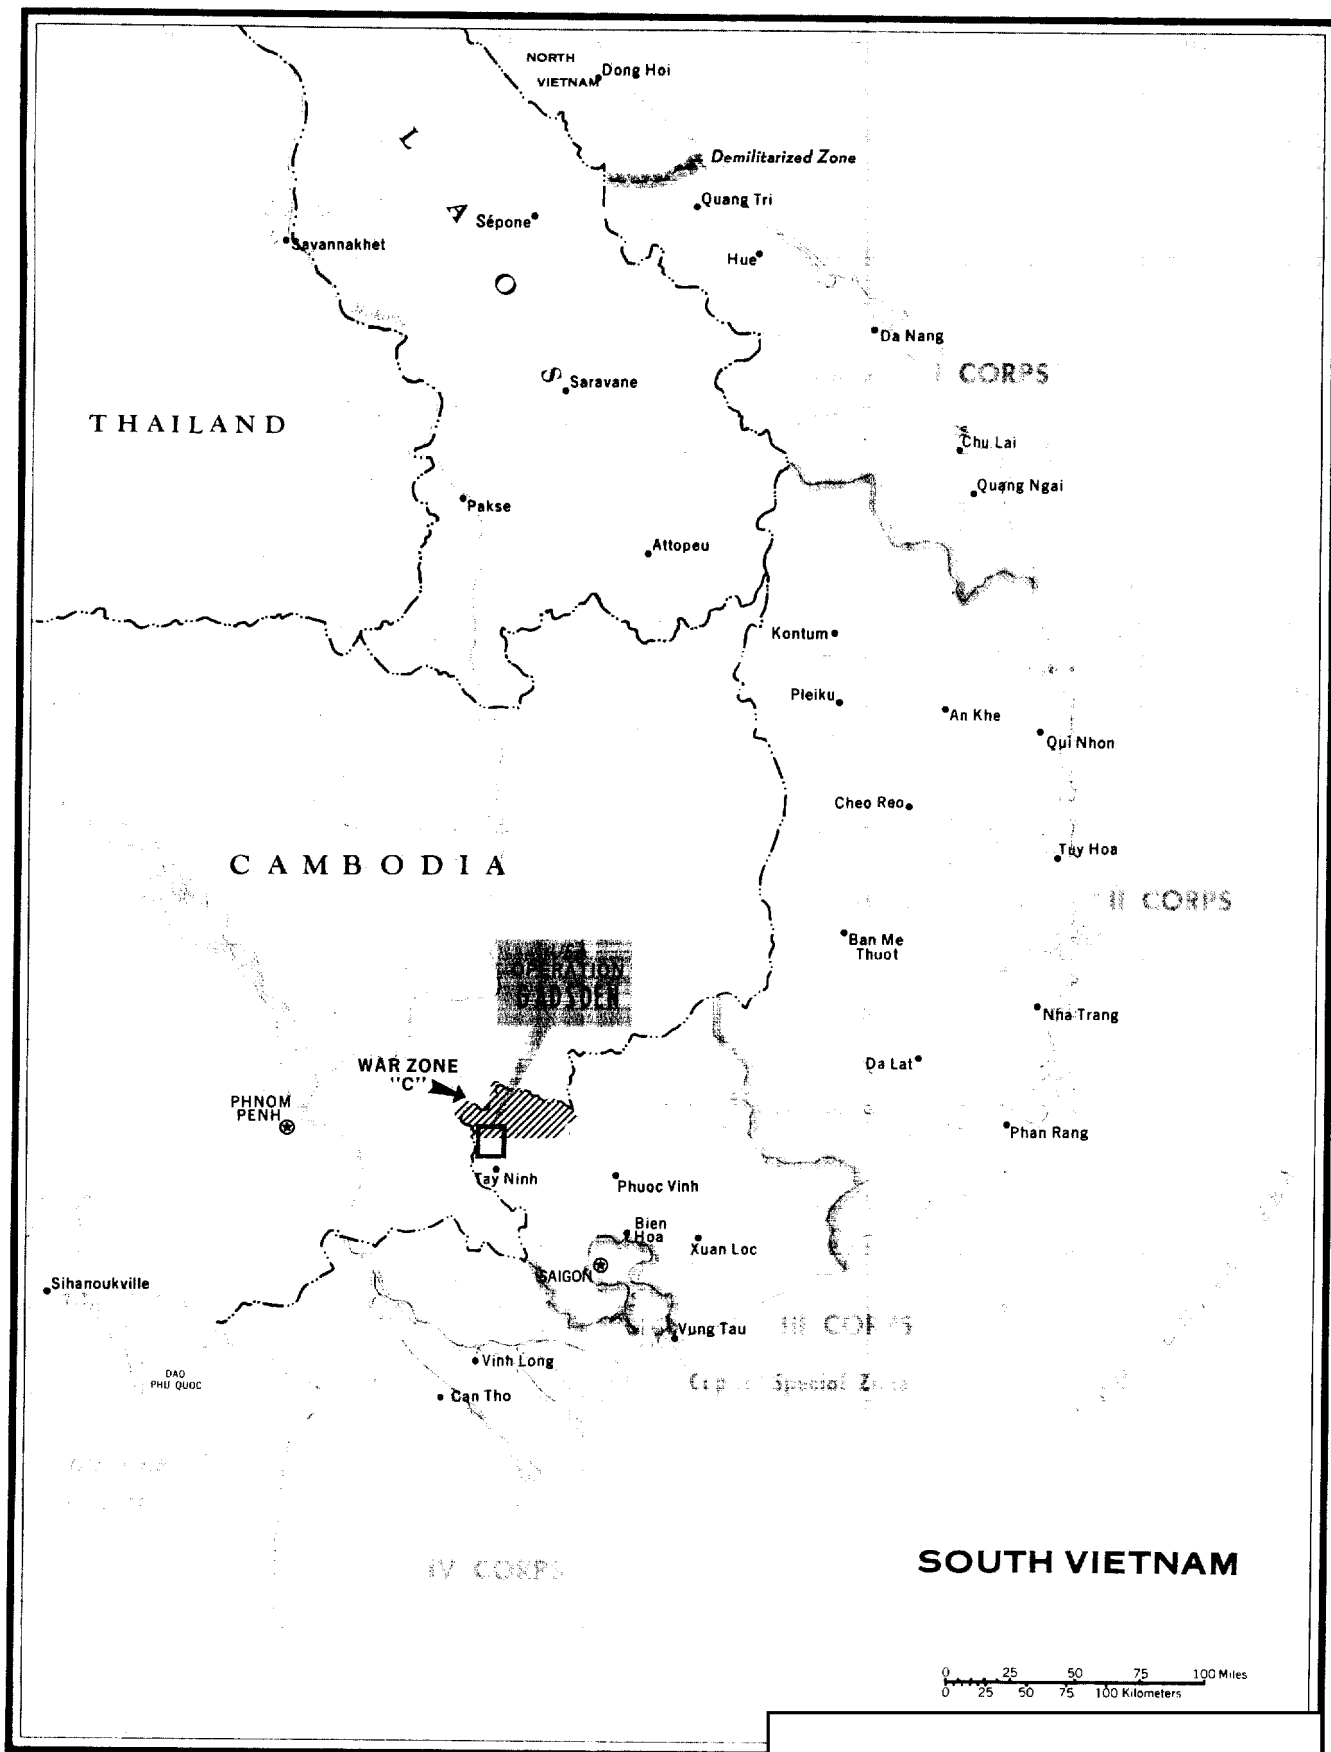 NORTH
VIETNAM
Dong Hoi
L A O S
Demilitarized Zone
Quang Tri
Sépone
Savannakhet
Hue
Da Nang
I CORPS
Saravane
THAILAND
Chu Lai
Quang Ngai
Pakse
Attopeu
Kontum
Pleiku
An Khe
Qui Nhon
Cheo Reo
Tuy Hoa
CAMBODIA
II CORPS
Ban Me
Thuot
OPERATION
GADSDEN
Nha Trang
Da Lat
WAR ZONE
"C"
PHNOM
PENH
Phan Rang
Tay Ninh
Phuoc Vinh
Bien
Hoa
Xuan Loc
SAIGON
Sihanoukville
Vung Tau
III CORPS
Vinh Long
DAO
PHU QUOC
Special
Can Tho
IV CORPS
SOUTH VIETNAM
0 25 50 75 100 Miles
0 25 50 75 100 Kilometers